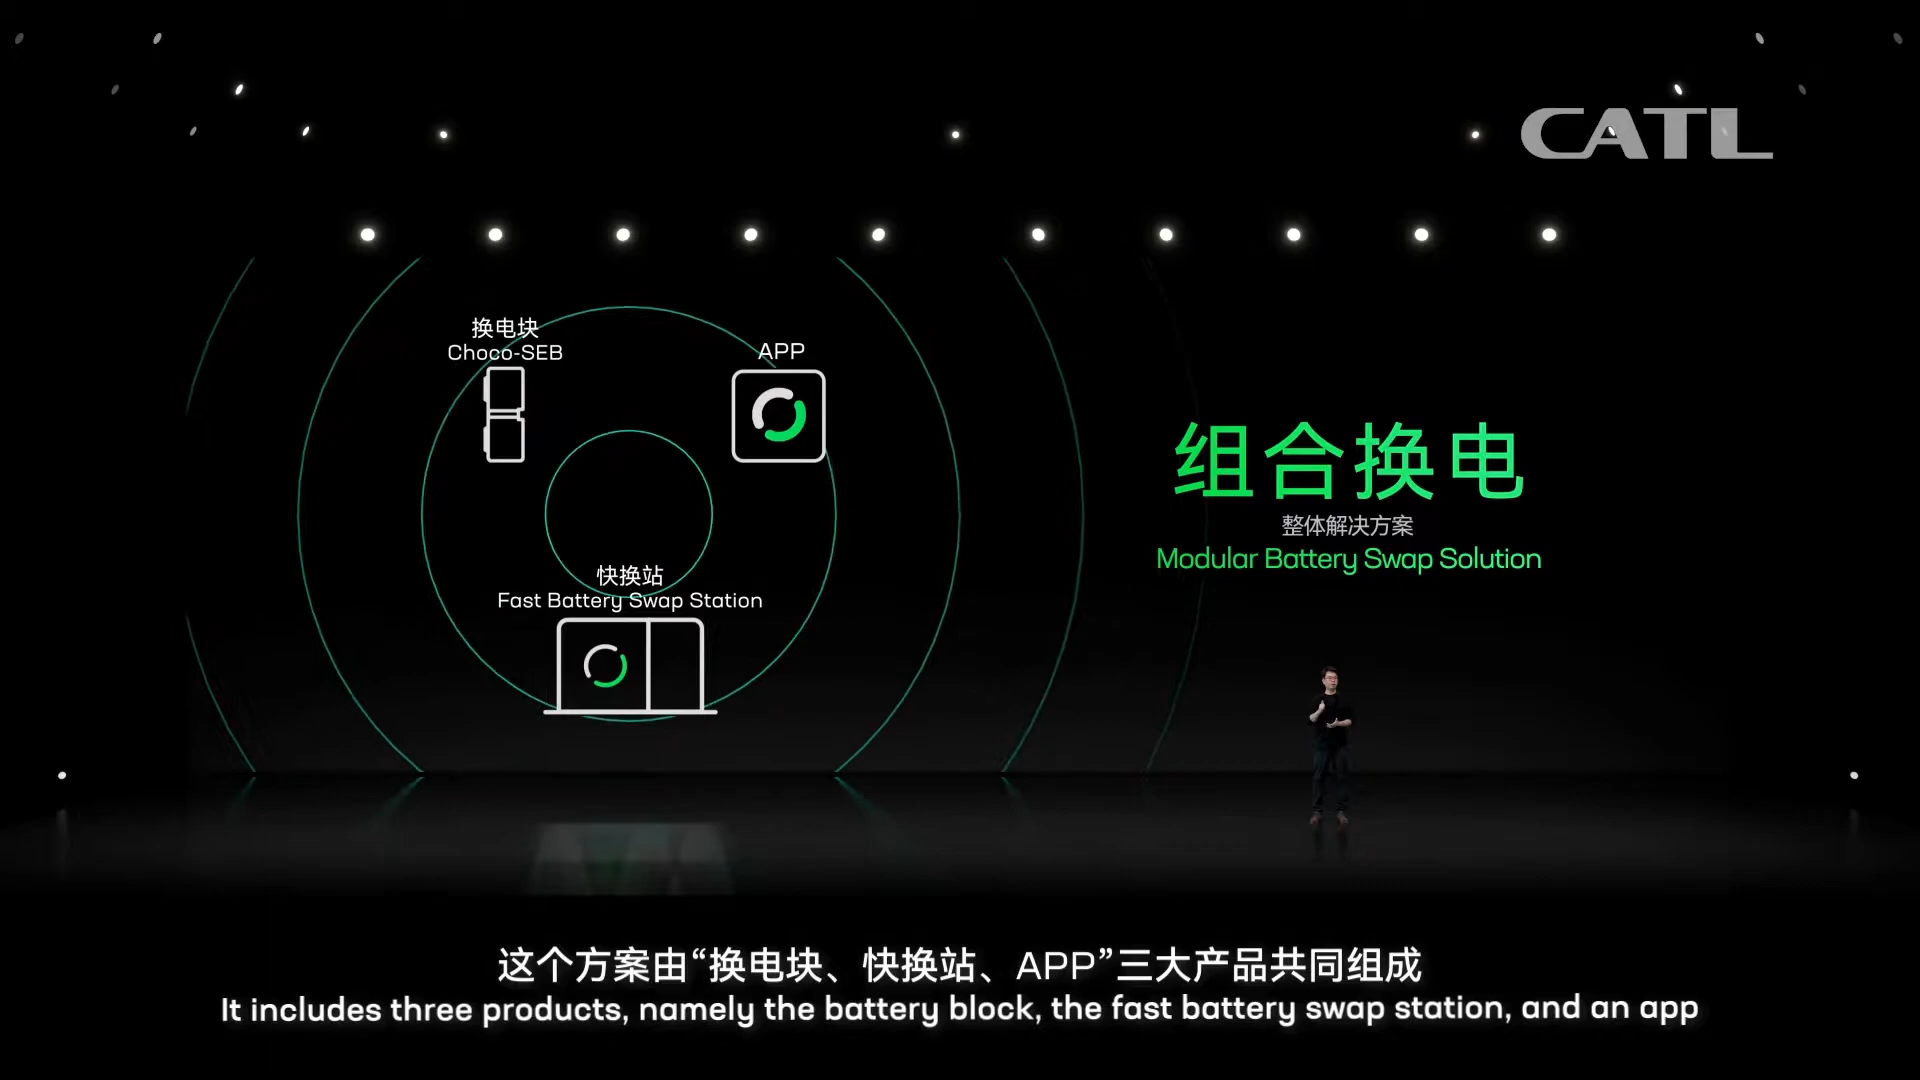 CATL
换电块
Choco-SEB
APP
快换站
Fast Battery Swap Station
组合换电
整体解决方案
Modular Battery Swap Solution
这个方案由“换电块、快换站、APP”三大产品共同组成
It includes three products, namely the battery block, the fast battery swap station, and an app